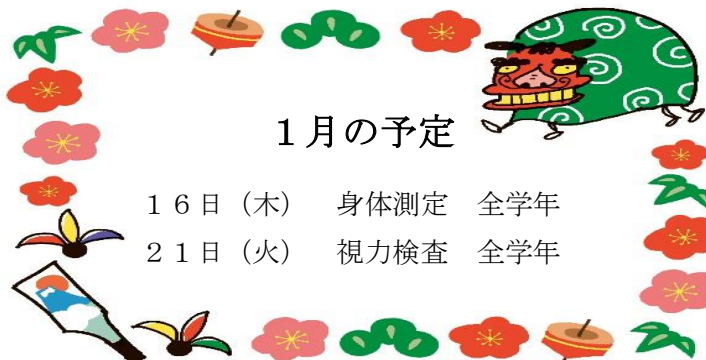 １月の予定
１６日（木）　身体測定　全学年
２１日（火）　視力検査　全学年